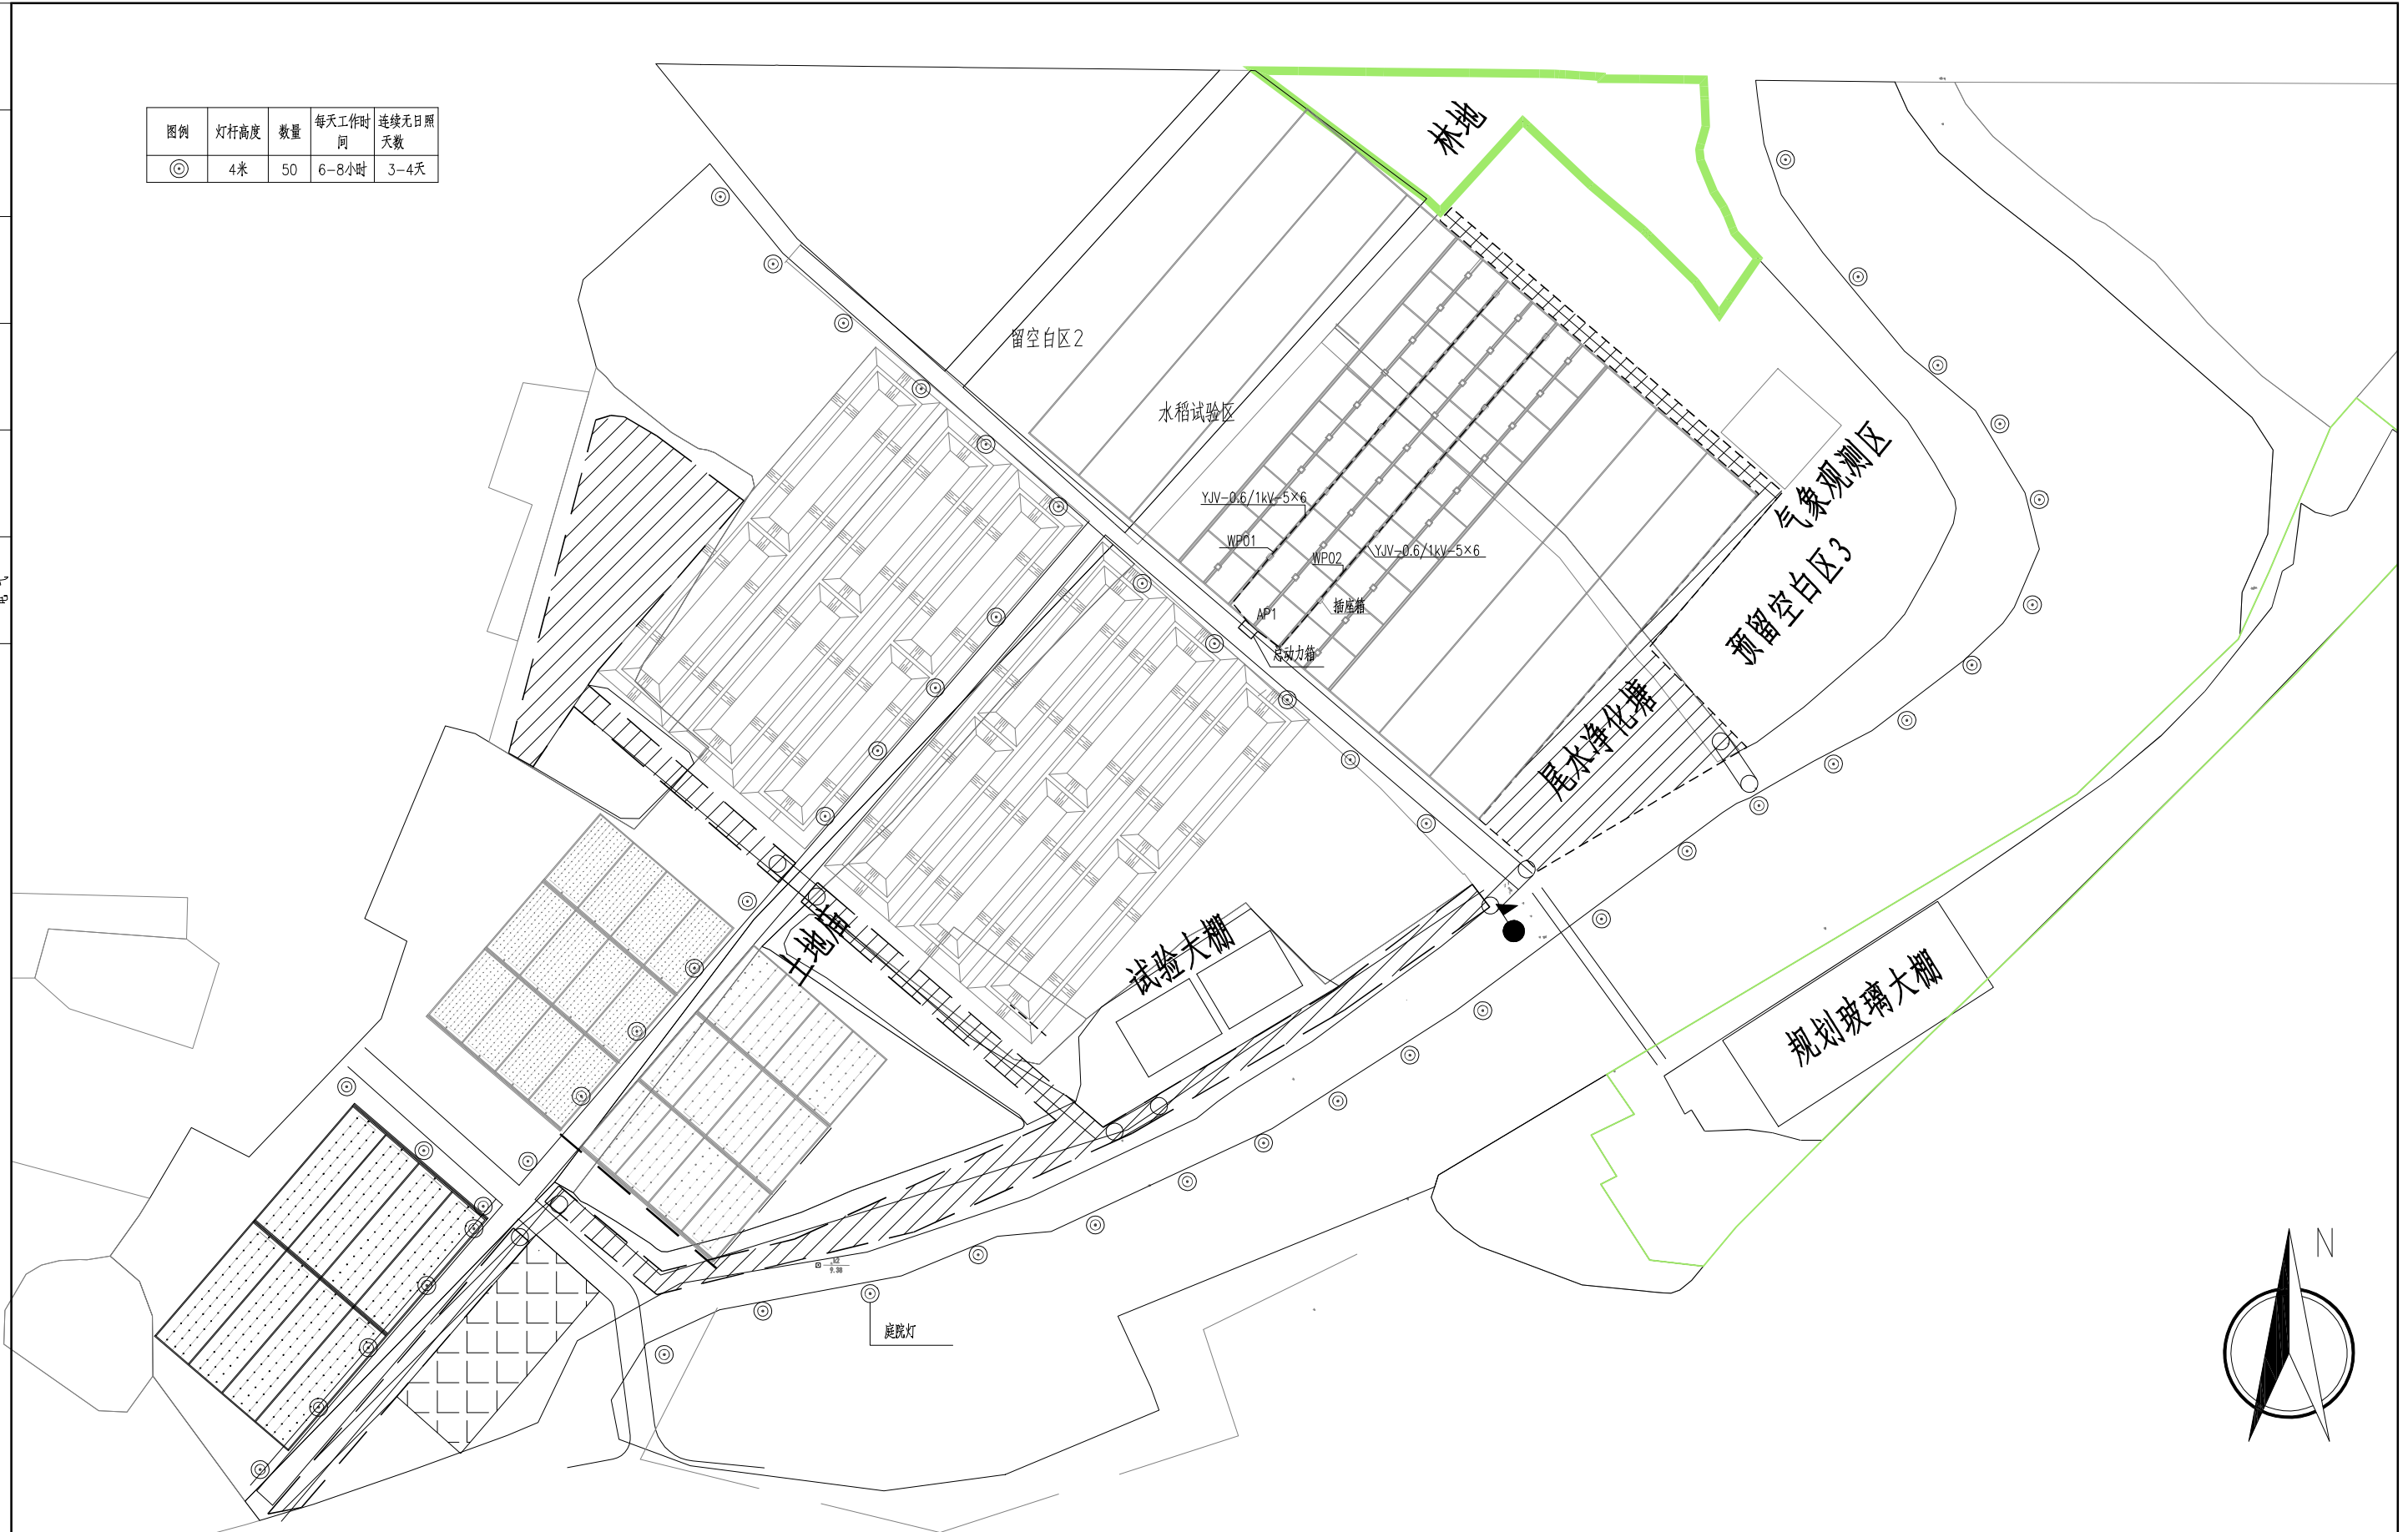 图例 灯杆高度 数量 每天工作时间 连续无日照天数
4米 50 6-8小时 3-4天
林地
留空白区2
水稻试验区
气象观测区
预留空白区3
YJV-0.6/1kV-5×6
WP01
WP02
YJV-0.6/1kV-5×6
插座箱
AP1
总动力箱
尾水净化塘
土地庙
试验大棚
规划玻璃大棚
9.38
庭院灯
N